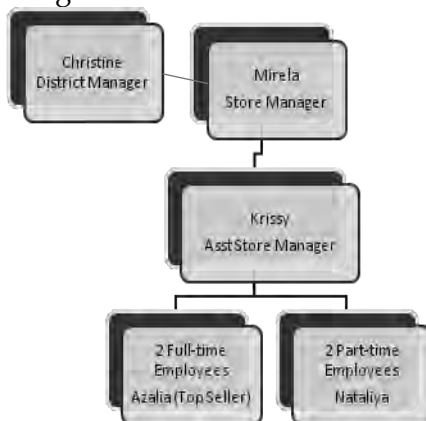 Christine
District Manager
Mirela
Store Manager
Krissy
Asst Store Manager
2 Full-time
Employees
Azalia (Top Seller)
2 Part-time
Employees
Nataliya